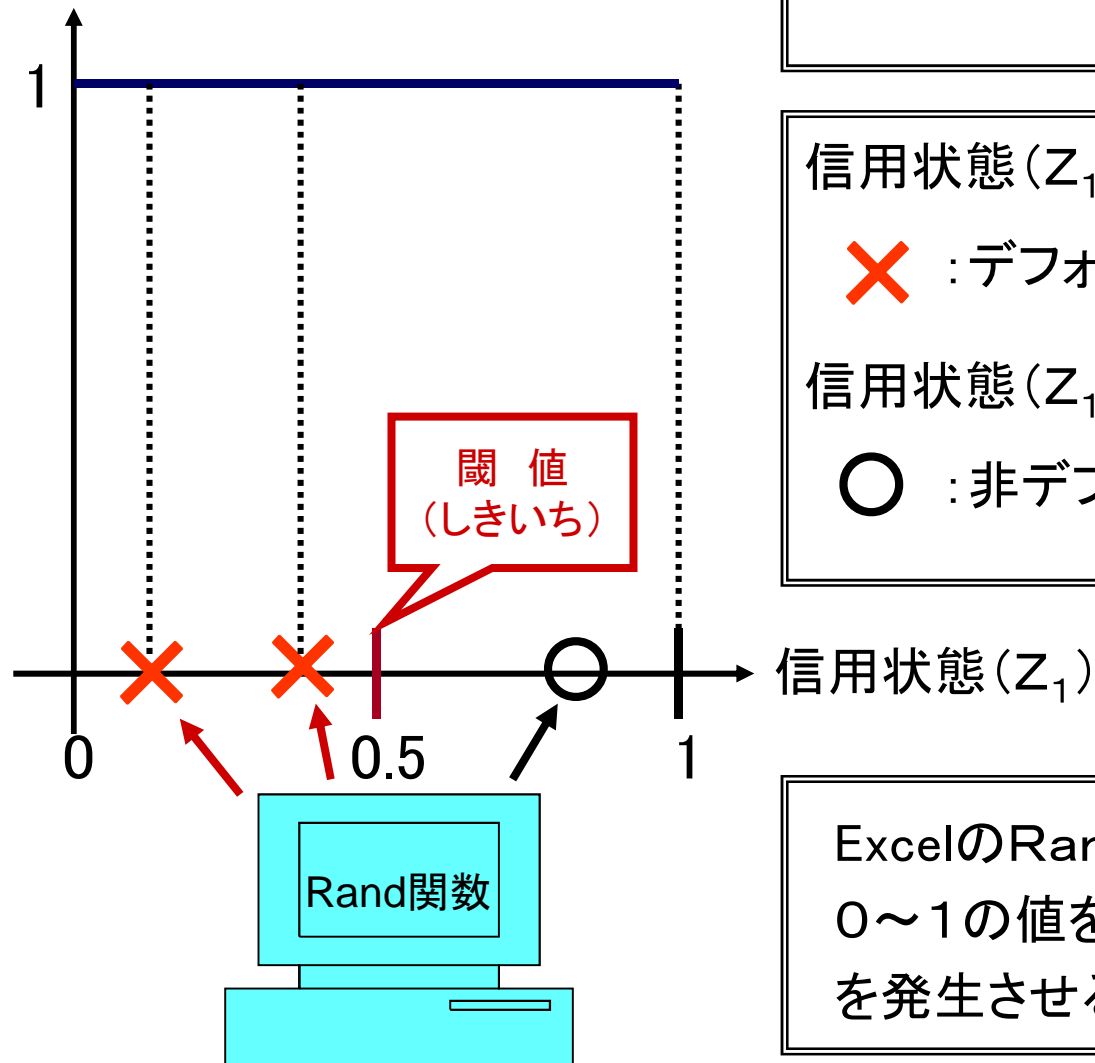 1
信用状態(Z₁
:デフォ
信用状態(Z₁
:非デフ
閾 値
(しきいち)
信用状態(Z₁)
0
0.5
1
Rand関数
ExcelのRan
0~1の値を
を発生させる